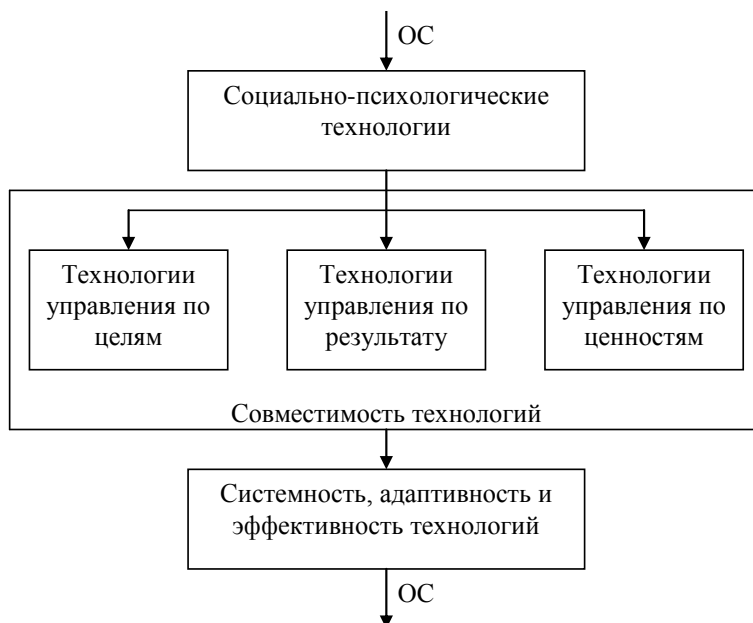 ОС
Социально-психологические
технологии
Технологии
управления по
целям
Технологии
управления по
результату
Технологии
управления по
ценностям
Совместимость технологий
Системность, адаптивность и
эффективность технологий
ОС